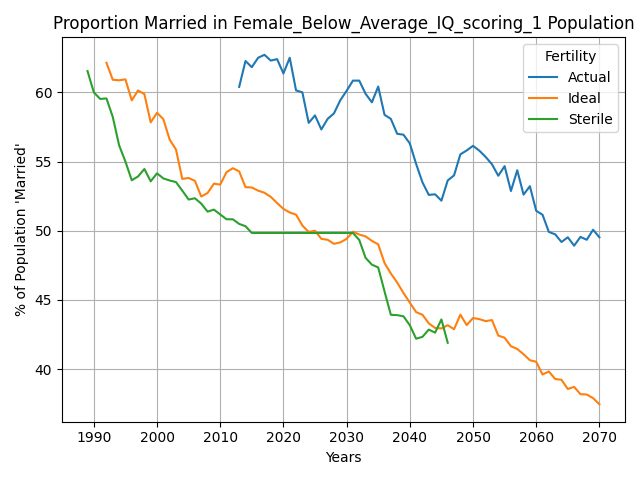 Proportion Married in Female_Below_Average_IQ_scoring_1 Population
% of Population 'Married'
60
55
50
45
40
Fertility
Actual
Ideal
Sterile
1990 2000 2010 2020 2030 2040 2050 2060 2070
Years